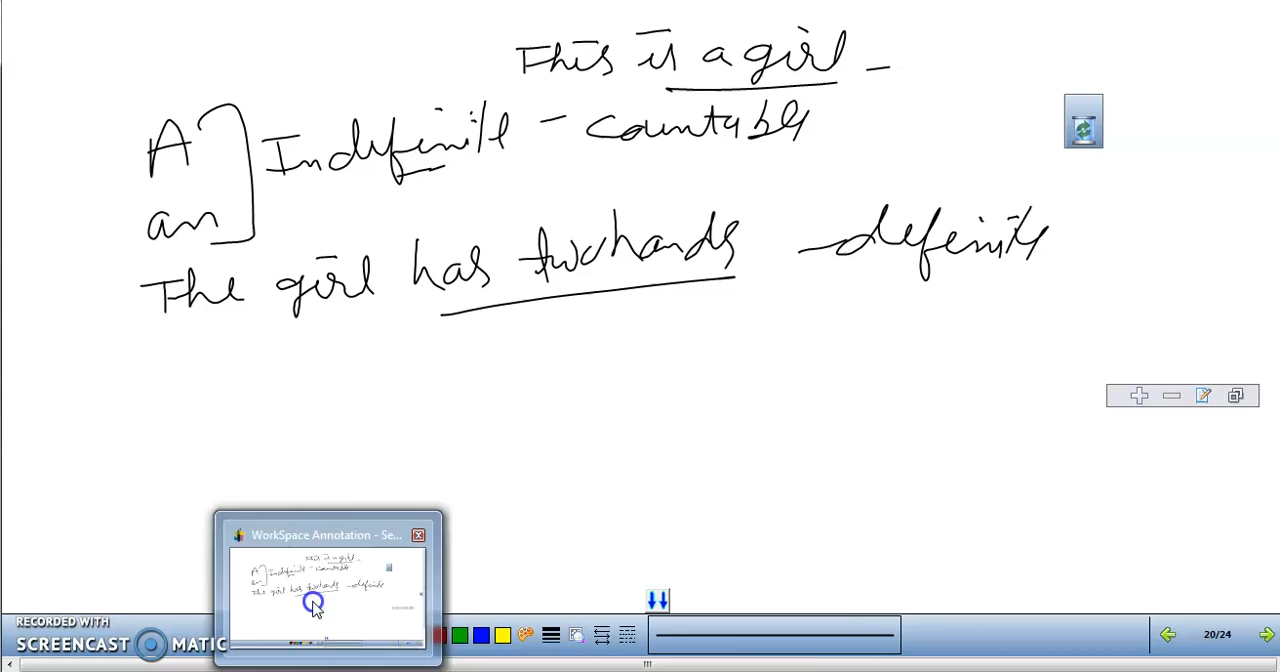 This is a girl –
A ] Indefinite - countable
an
The girl has two hands – definite
WorkSpace Annotation - Se...
RECORDED WITH
SCREENCAST MATIC
20/24